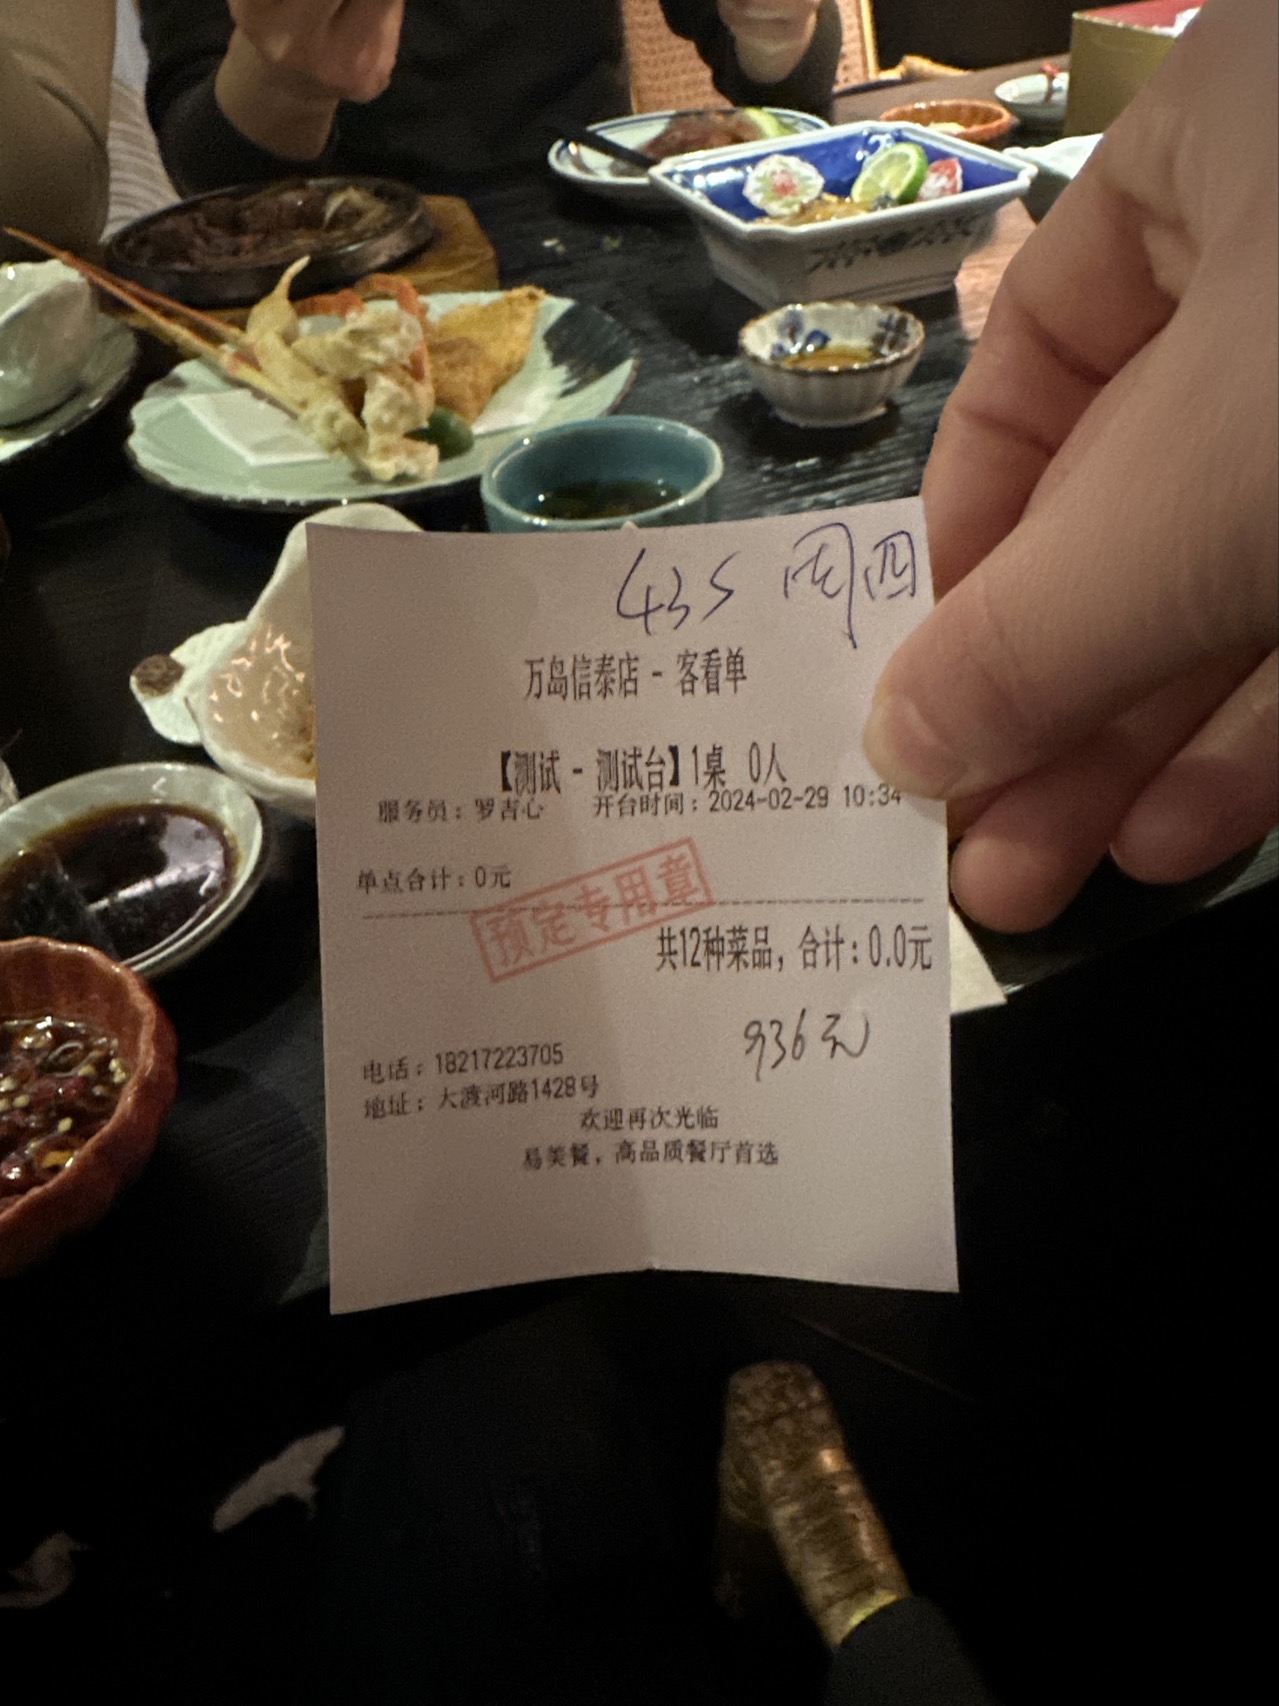 435 周四
万岛信泰店 - 客看单
【测试 - 测试台】1桌 0人
服务员：罗吉心 开台时间：2024-02-29 10:34
单点合计：0元
预定专用章
共12种菜品，合计：0.0元
936元
电话：18217223705
地址：大渡河路1428号
欢迎再次光临
易美餐，高品质餐厅首选